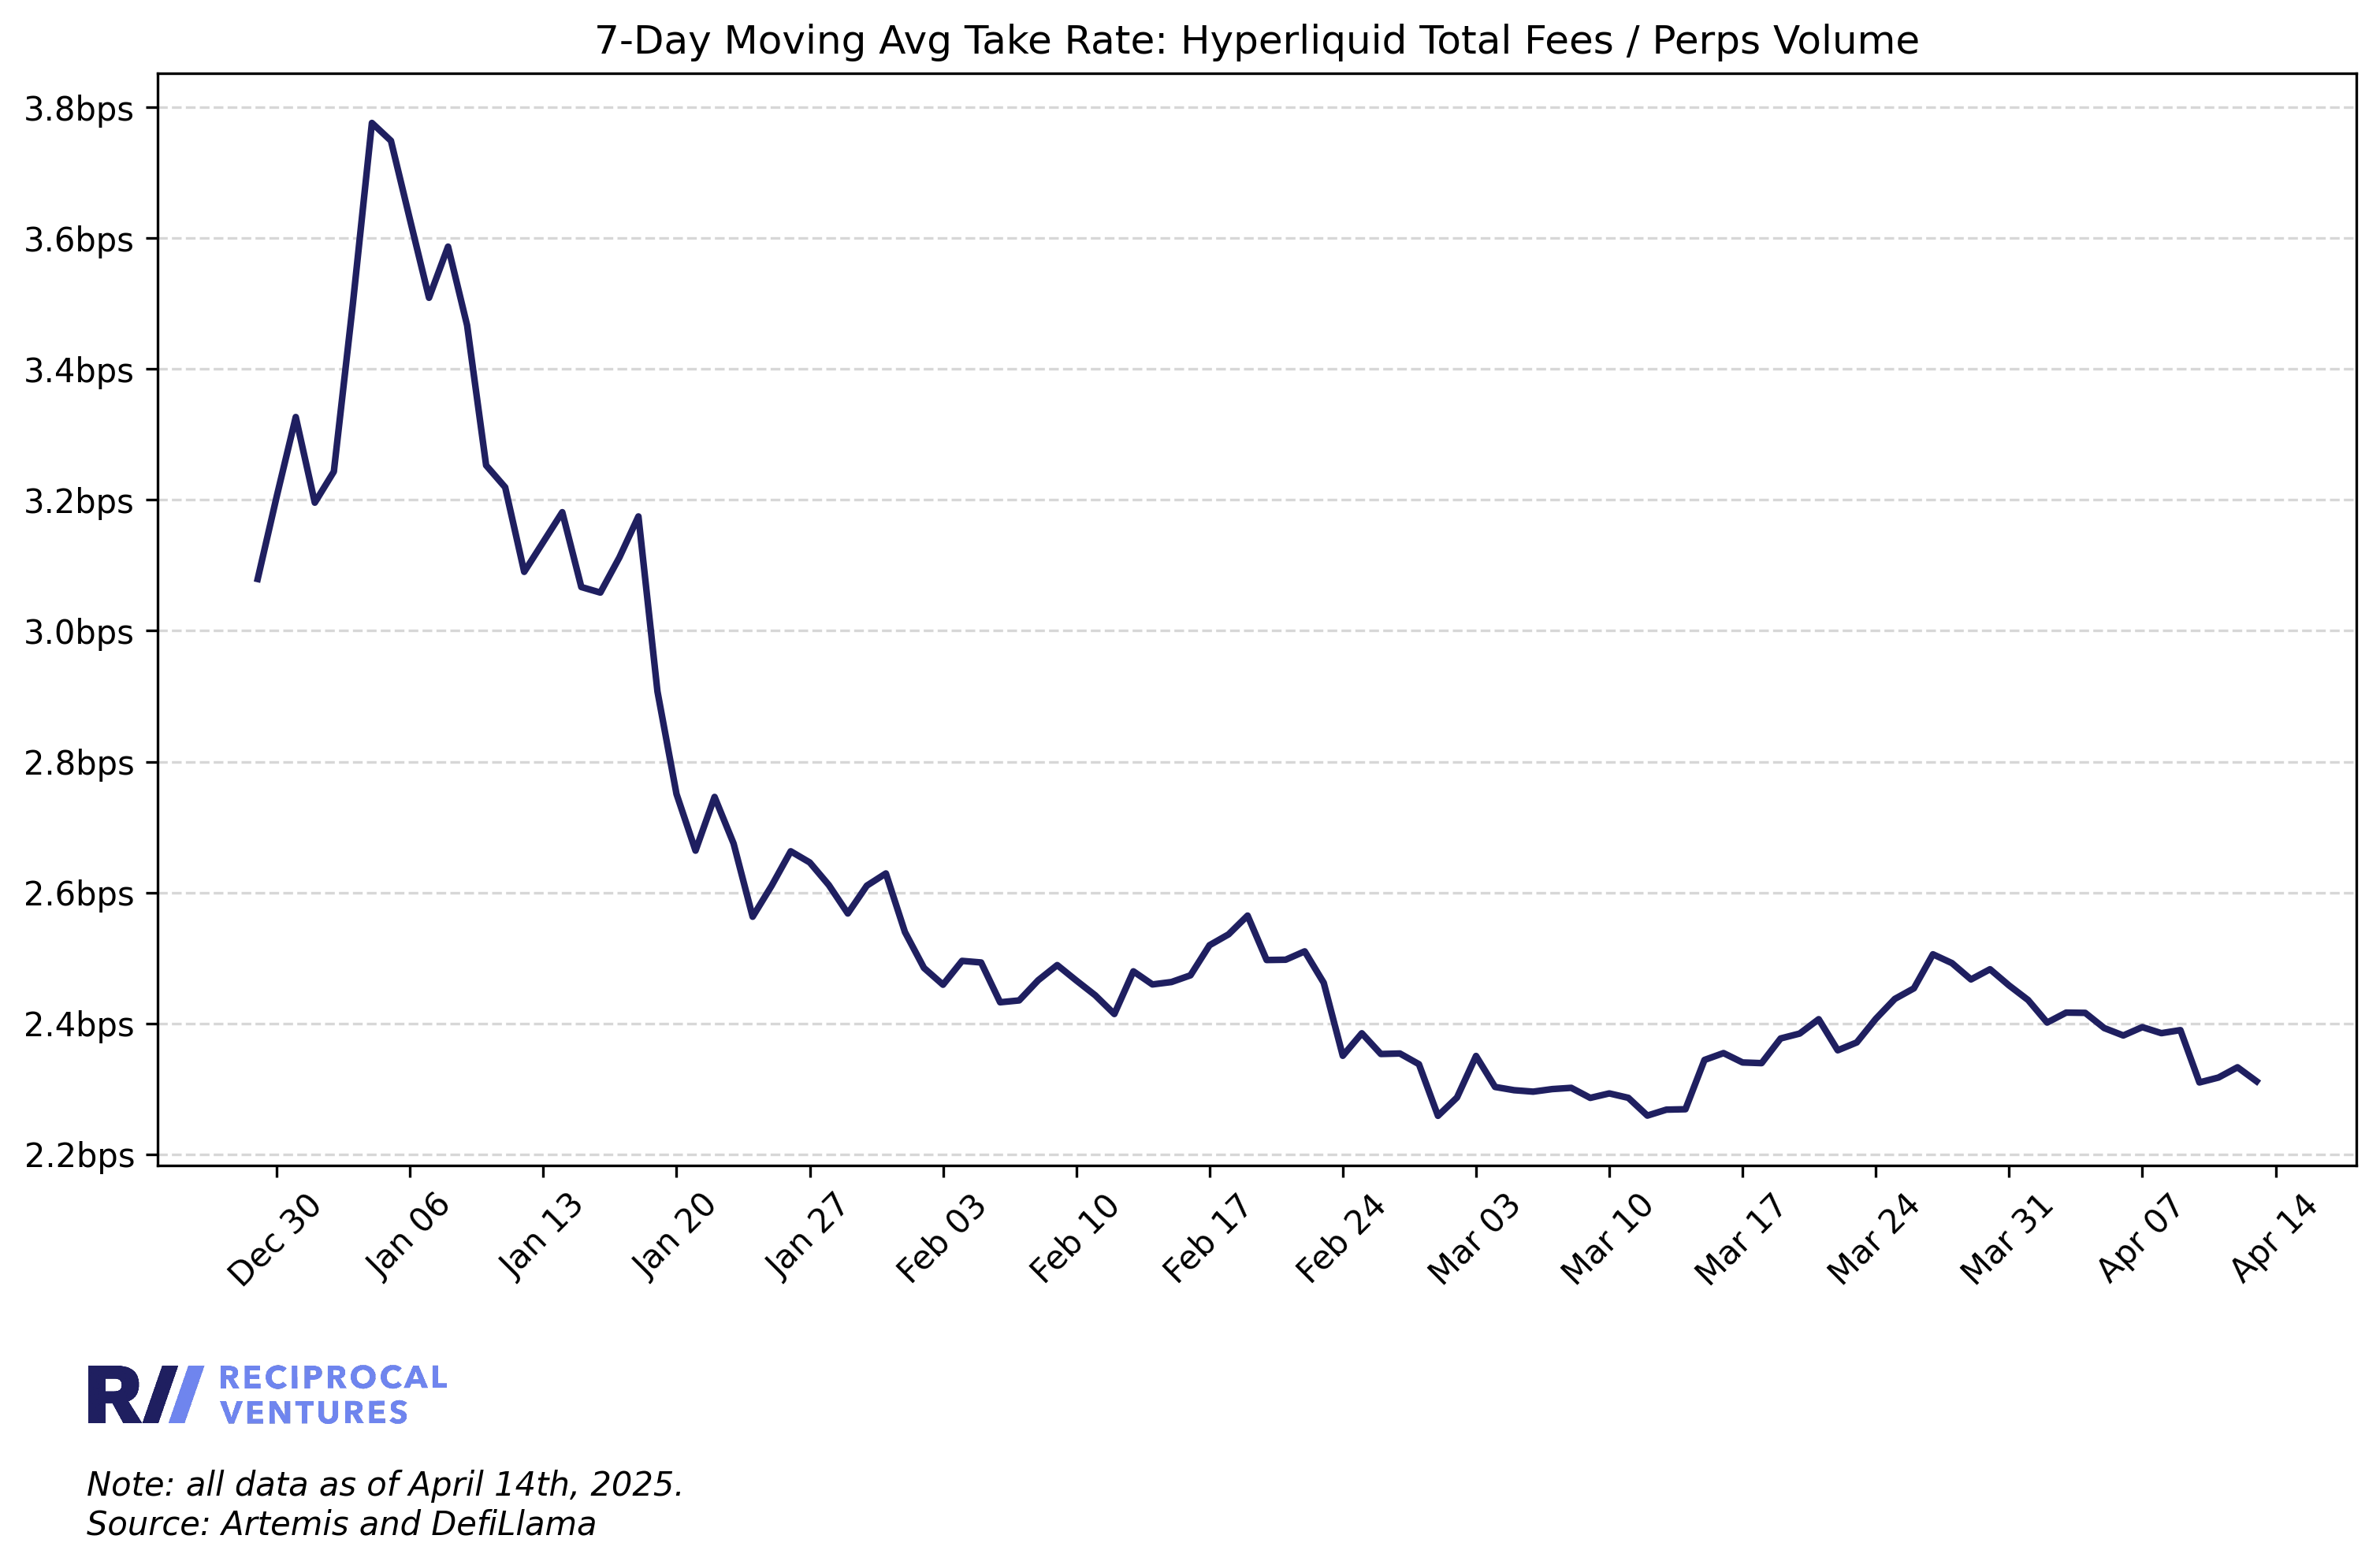 7-Day Moving Avg Take Rate: Hyperliquid Total Fees / Perps Volume
3.8bps
3.6bps
3.4bps
3.2bps
3.0bps
2.8bps
2.6bps
2.4bps
2.2bps
Dec 30
Jan 06
Jan 13
Jan 20
Jan 27
Feb 03
Feb 10
Feb 17
Feb 24
Mar 03
Mar 10
Mar 17
Mar 24
Mar 31
Apr 07
Apr 14
R// RECIPROCAL
VENTURES
Note: all data as of April 14th, 2025.
Source: Artemis and DefiLlama